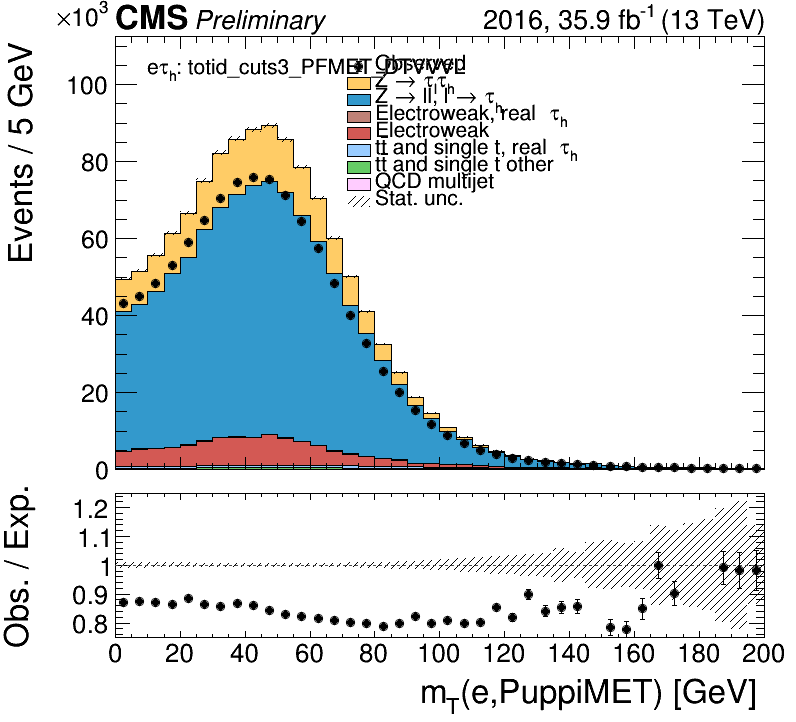 ×10³ CMS Preliminary 2016, 35.9 fb⁻¹ (13 TeV)
eτₕ: totid_cuts3_PFMET_DTVVVL
Observed
Z → τₗτₕ
Z → ll, l → τₕ
Electroweak, real τₕ
Electroweak
tt̄ and single t, real τₕ
tt̄ and single t other
QCD multijet
Stat. unc.
Events / 5 GeV
100
80
60
40
20
0
Obs. / Exp.
1.2
1.1
1
0.9
0.8
0 20 40 60 80 100 120 140 160 180 200
m_T(e,PuppiMET) [GeV]